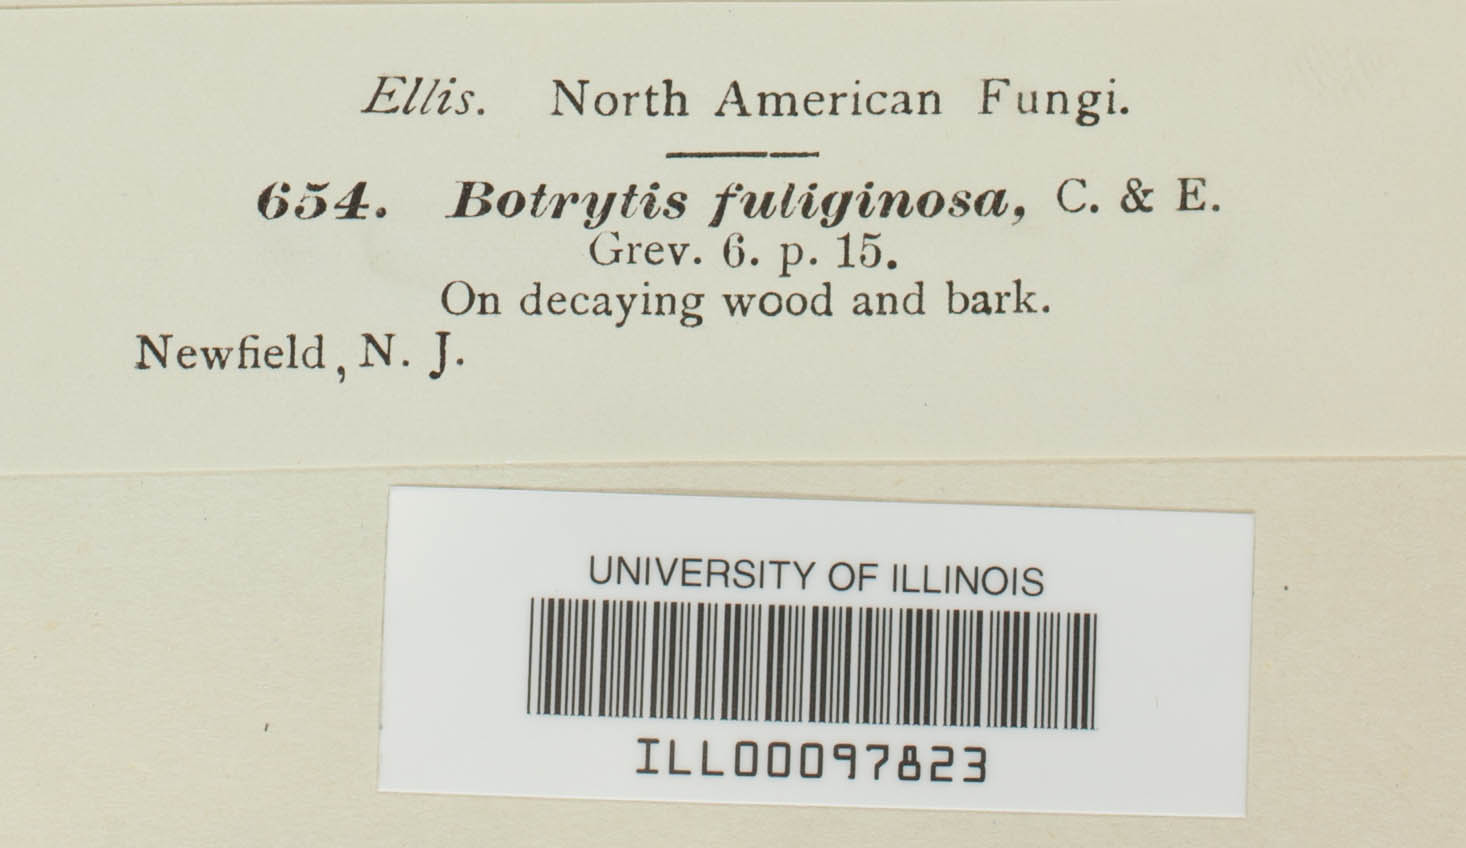 Ellis. North American Fungi.
654. Botrytis fuliginosa, C. & E.
Grev. 6. p. 15.
On decaying wood and bark.
Newfield, N. J.
UNIVERSITY OF ILLINOIS
ILL00097823